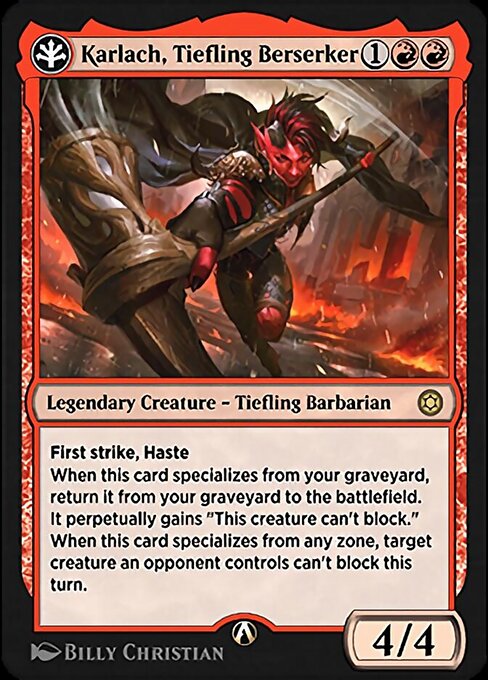 Karlach, Tiefling Berserker 1
Legendary Creature – Tiefling Barbarian
First strike, Haste
When this card specializes from your graveyard,
return it from your graveyard to the battlefield.
It perpetually gains "This creature can't block."
When this card specializes from any zone, target
creature an opponent controls can't block this
turn.
4/4
BILLY CHRISTIAN